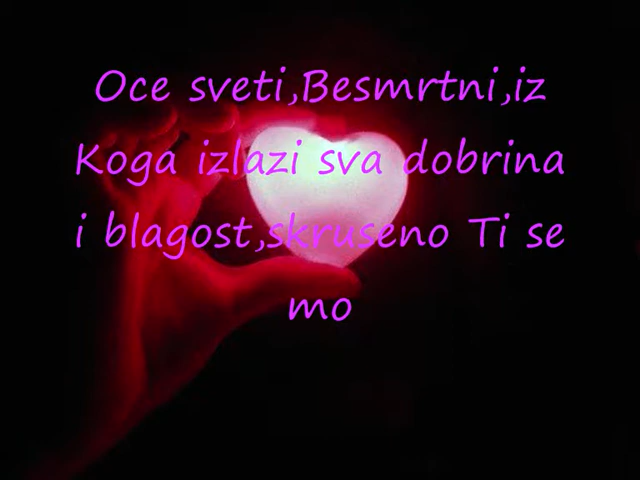 Oce sveti,Besmrtni,iz
Koga izlazi sva dobrina
i blagost,skruseno Ti se
mo